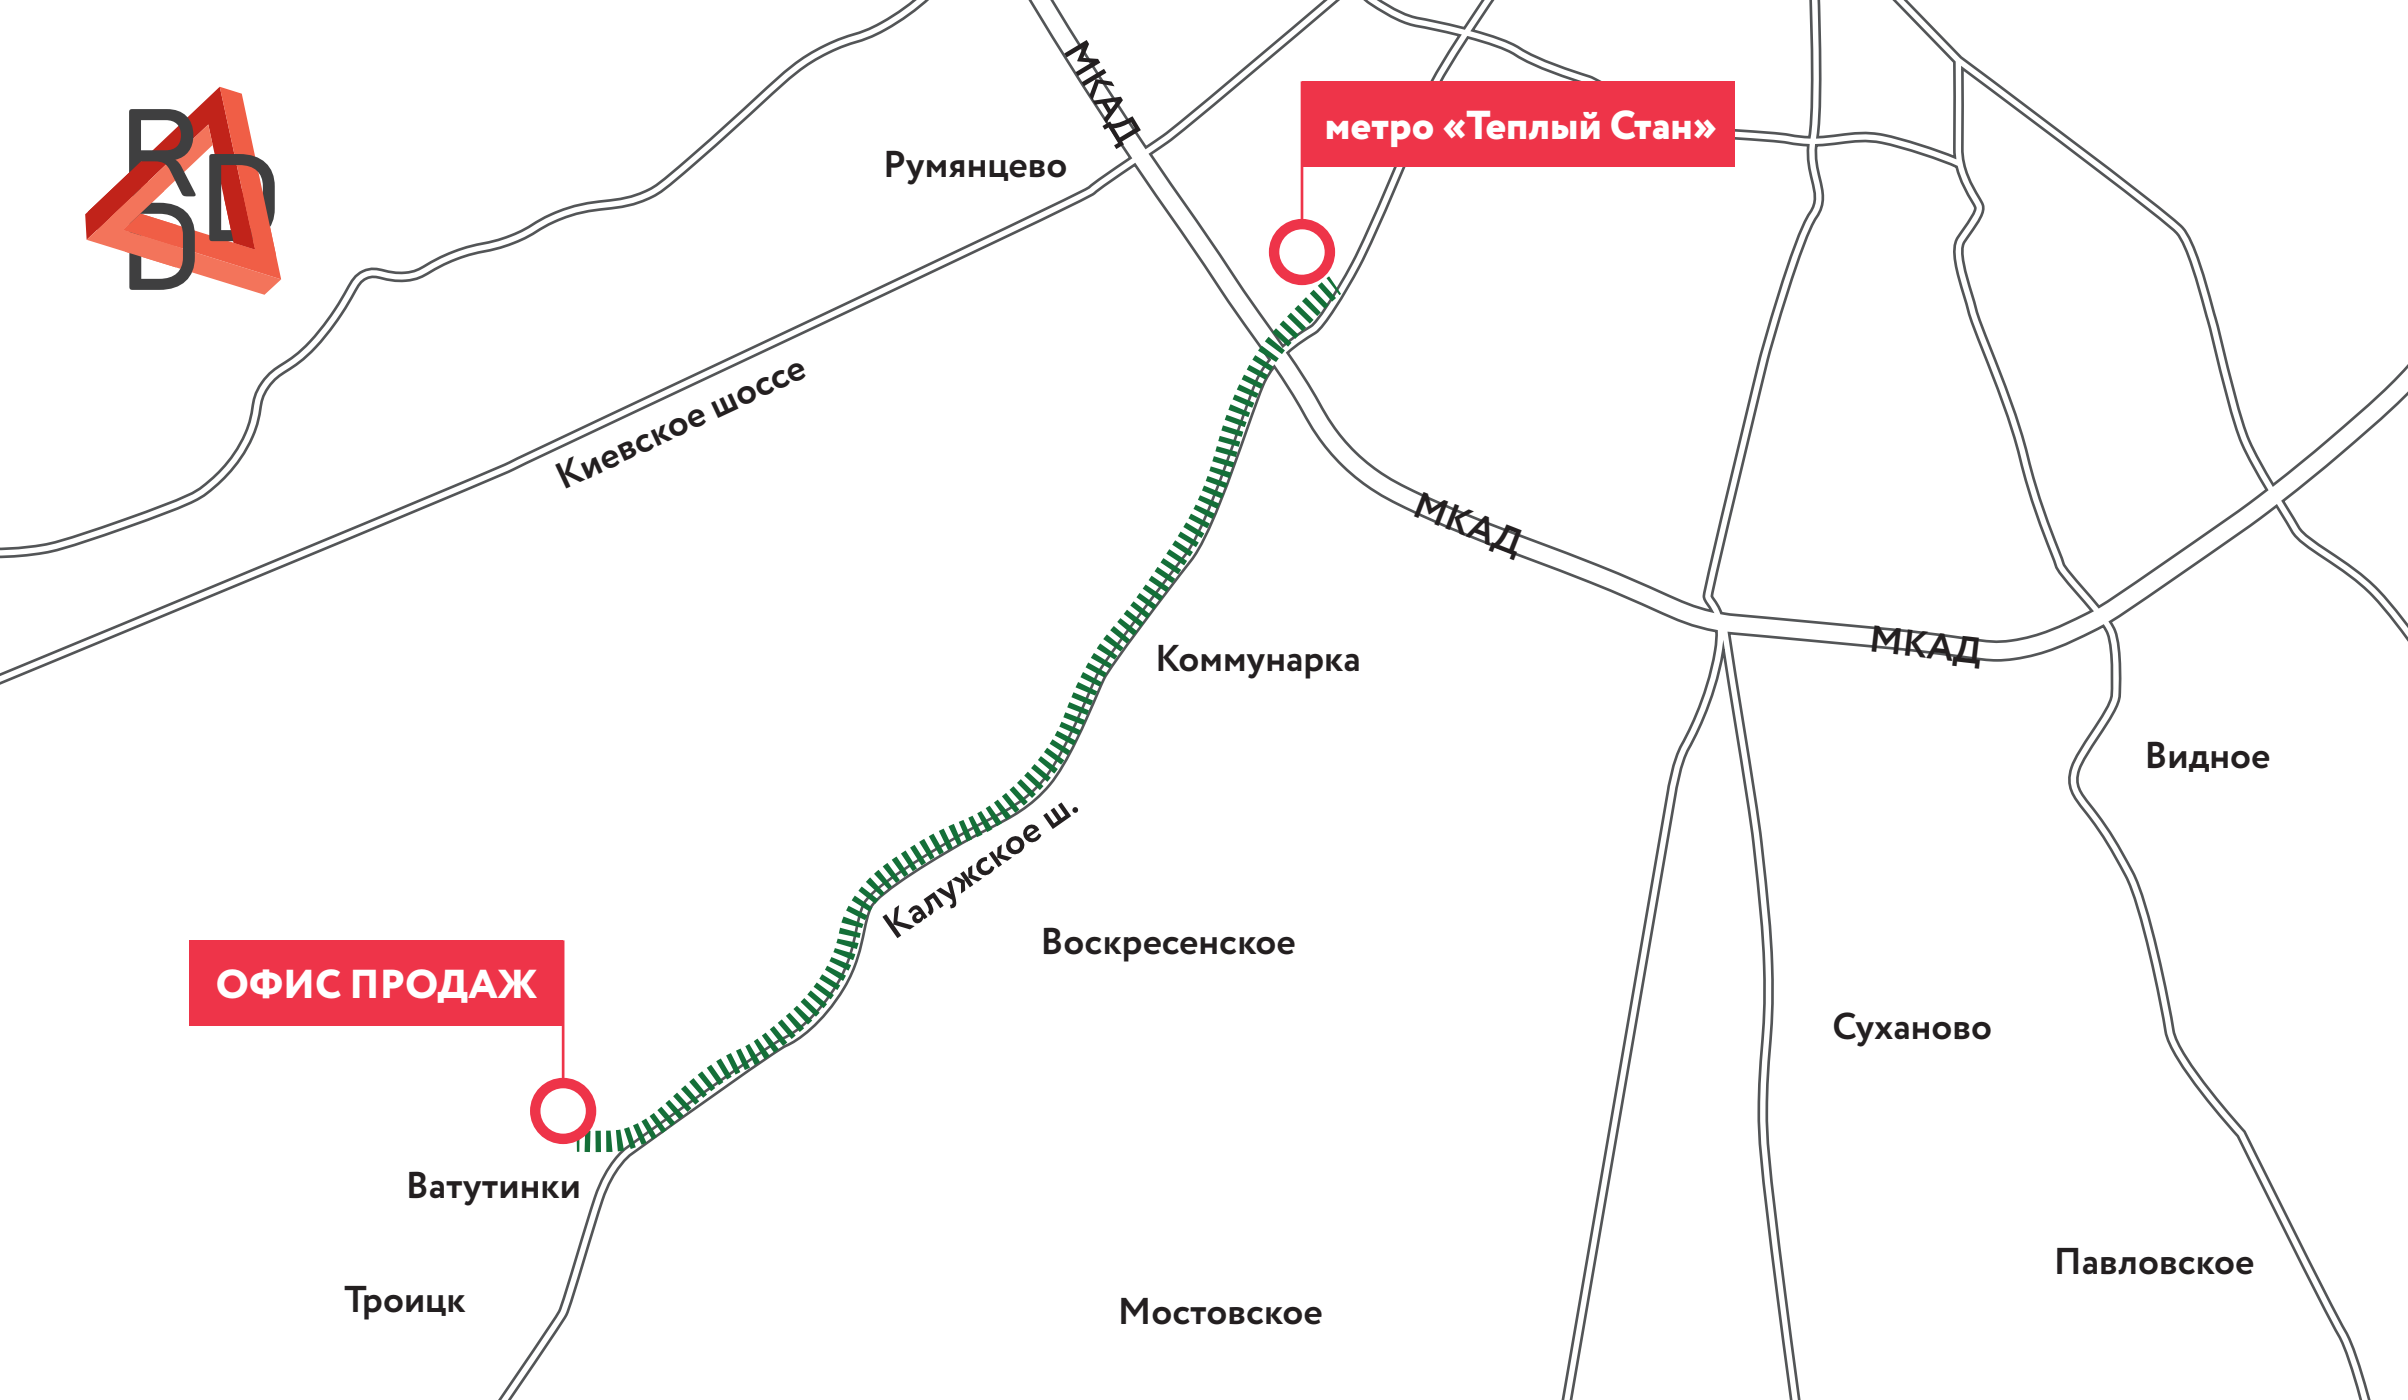 МКАД
метро «Теплый Стан»
Румянцево
R
D
D
Киевское шоссе
МКАД
МКАД
Коммунарка
Видное
Калужское ш.
Воскресенское
ОФИС ПРОДАЖ
Суханово
Ватутинки
Павловское
Троицк
Мостовское